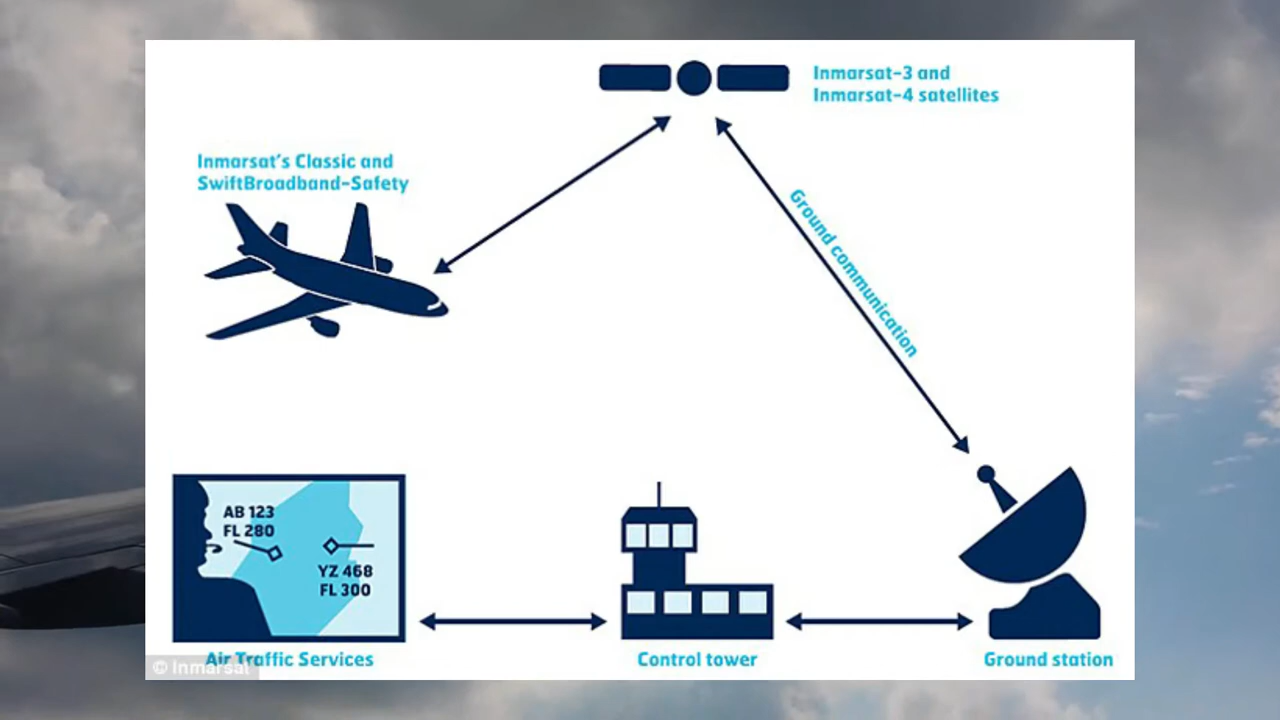 Inmarsat-3 and
Inmarsat-4 satellites
Inmarsat's Classic and
SwiftBroadband-Safety
Ground communication
AB 123
FL 280
YZ 468
FL 300
Air Traffic Services
Control tower
Ground station
© Inmarsat